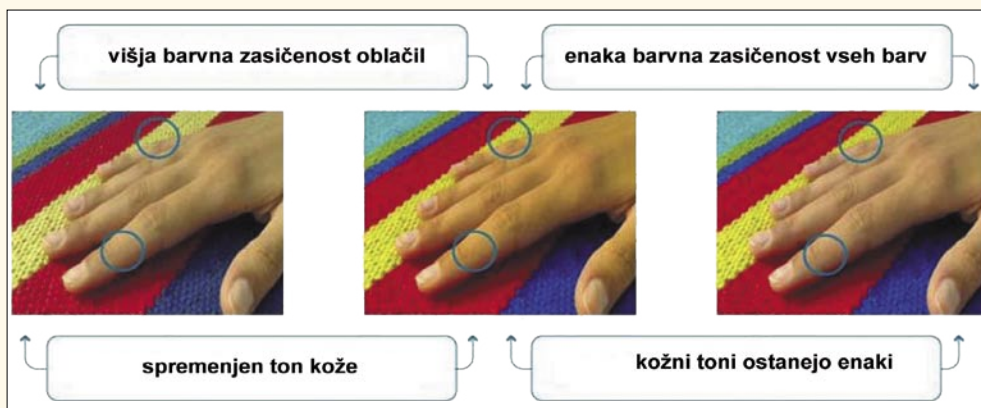 višja barvna zasičenost oblačil
enaka barvna zasičenost vseh barv
spremenjen ton kože
kožni toni ostanejo enaki